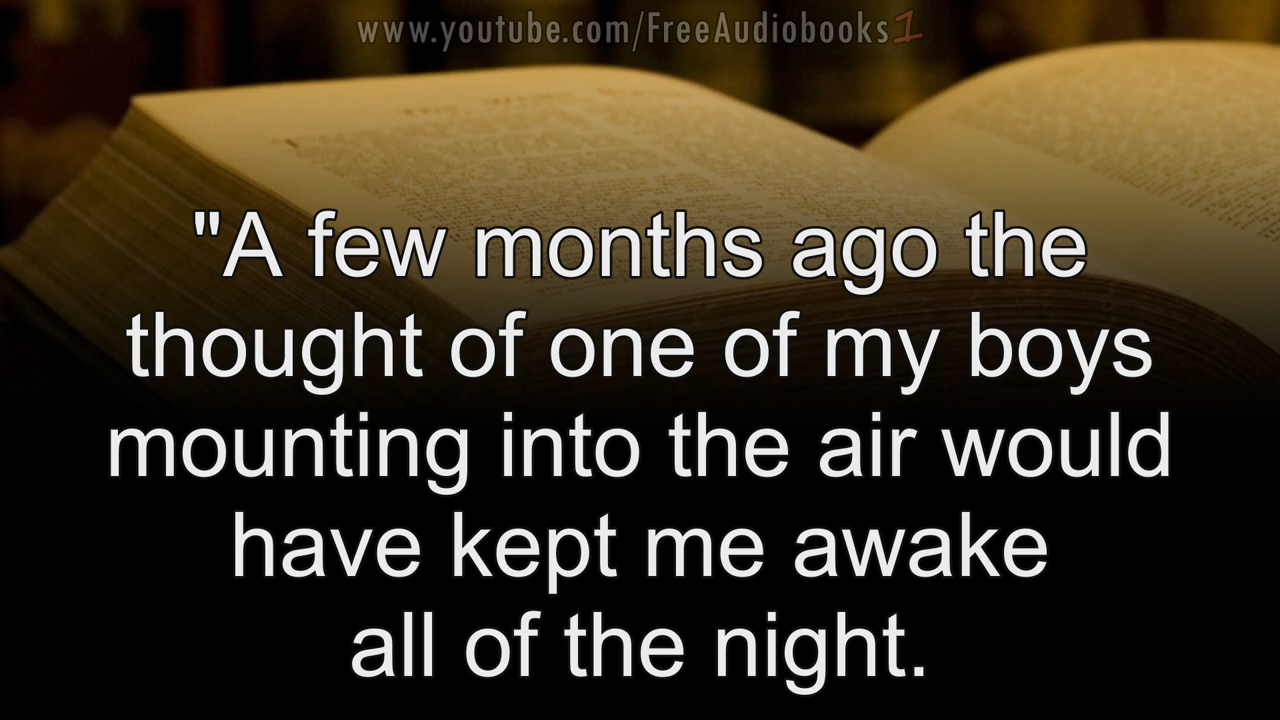 www.youtube.com/FreeAudiobooks1
"A few months ago the
thought of one of my boys
mounting into the air would
have kept me awake
all of the night.